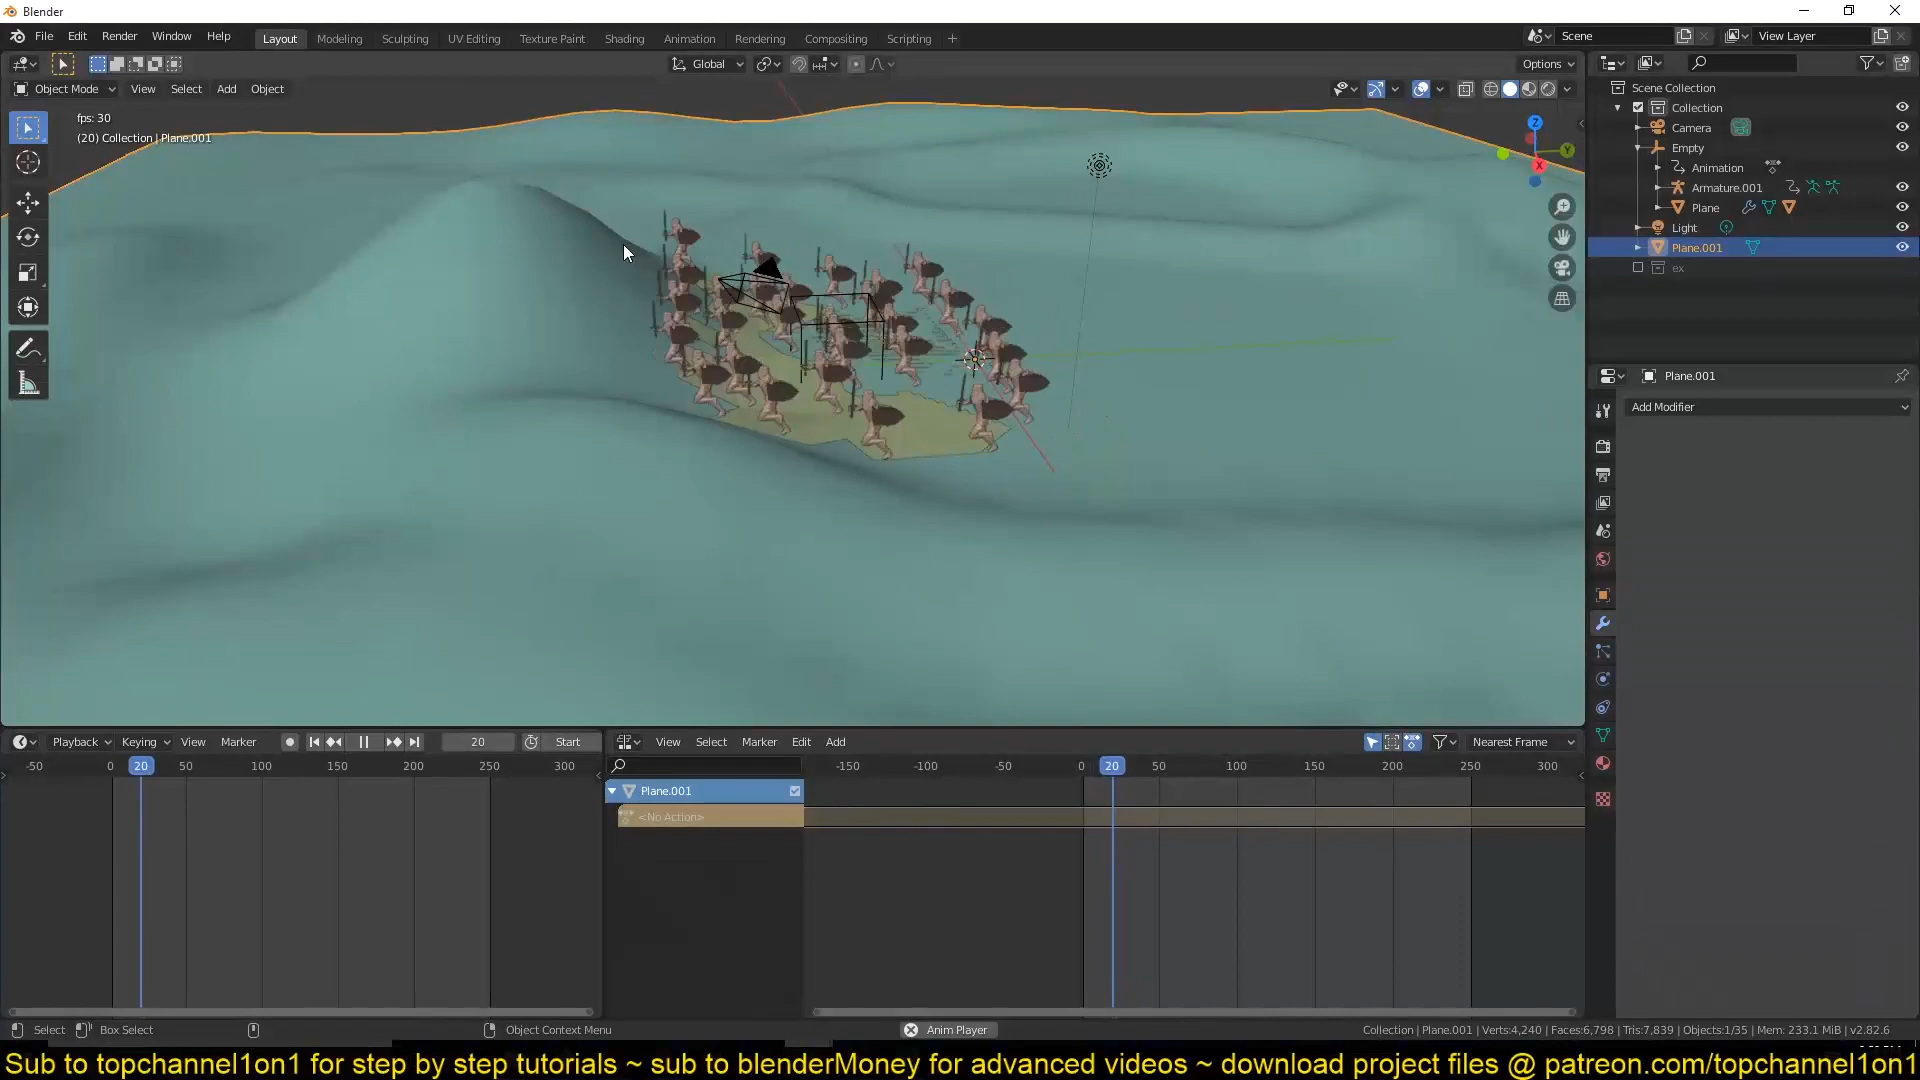 Blender
File Edit Render Window Help Layout Modeling Sculpting UV Editing Texture Paint Shading Animation Rendering Compositing Scripting + Scene View Layer
Global Options
Object Mode View Select Add Object
fps: 30
(20) Collection | Plane.001
Z
Y
X
Scene Collection
Collection
Camera
Empty
Animation
Armature.001
Plane
Light
Plane.001
ex
Plane.001
Add Modifier
Playback Keying View Marker 20 Start
-50 0 20 50 100 150 200 250 300
View Select Marker Edit Add Nearest Frame
-150 -100 -50 0 20 50 100 150 200 250 300
Plane.001
<No Action>
Select Box Select Object Context Menu Anim Player Collection | Plane.001 | Verts:4,240 | Faces:6,798 | Tris:7,839 | Objects:1/35 | Mem: 233.1 MiB | v2.82.6
Sub to topchannel1on1 for step by step tutorials ~ sub to blenderMoney for advanced videos ~ download project files @ patreon.com/topchannel1on1